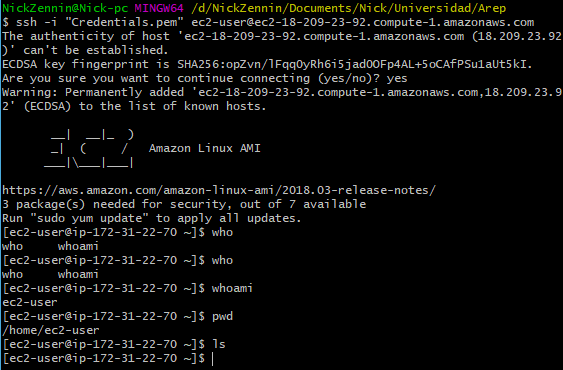 NickZennin@Nick-pc MINGW64 /d/NickZennin/Documents/Nick/Universidad/Arep
$ ssh -i "Credentials.pem" ec2-user@ec2-18-209-23-92.compute-1.amazonaws.com
The authenticity of host 'ec2-18-209-23-92.compute-1.amazonaws.com (18.209.23.92
)' can't be established.
ECDSA key fingerprint is SHA256:opZvn/lFqqOyRh6i5jad0OFp4AL+5oCAfPSu1aUt5kI.
Are you sure you want to continue connecting (yes/no)? yes
Warning: Permanently added 'ec2-18-209-23-92.compute-1.amazonaws.com,18.209.23.9
2' (ECDSA) to the list of known hosts.
       __|  __|_  )
       _|  (     /   Amazon Linux AMI
      ___|\___|___|
https://aws.amazon.com/amazon-linux-ami/2018.03-release-notes/
3 package(s) needed for security, out of 7 available
Run "sudo yum update" to apply all updates.
[ec2-user@ip-172-31-22-70 ~]$ who
who     whoami
[ec2-user@ip-172-31-22-70 ~]$ who
who     whoami
[ec2-user@ip-172-31-22-70 ~]$ whoami
ec2-user
[ec2-user@ip-172-31-22-70 ~]$ pwd
/home/ec2-user
[ec2-user@ip-172-31-22-70 ~]$ ls
[ec2-user@ip-172-31-22-70 ~]$